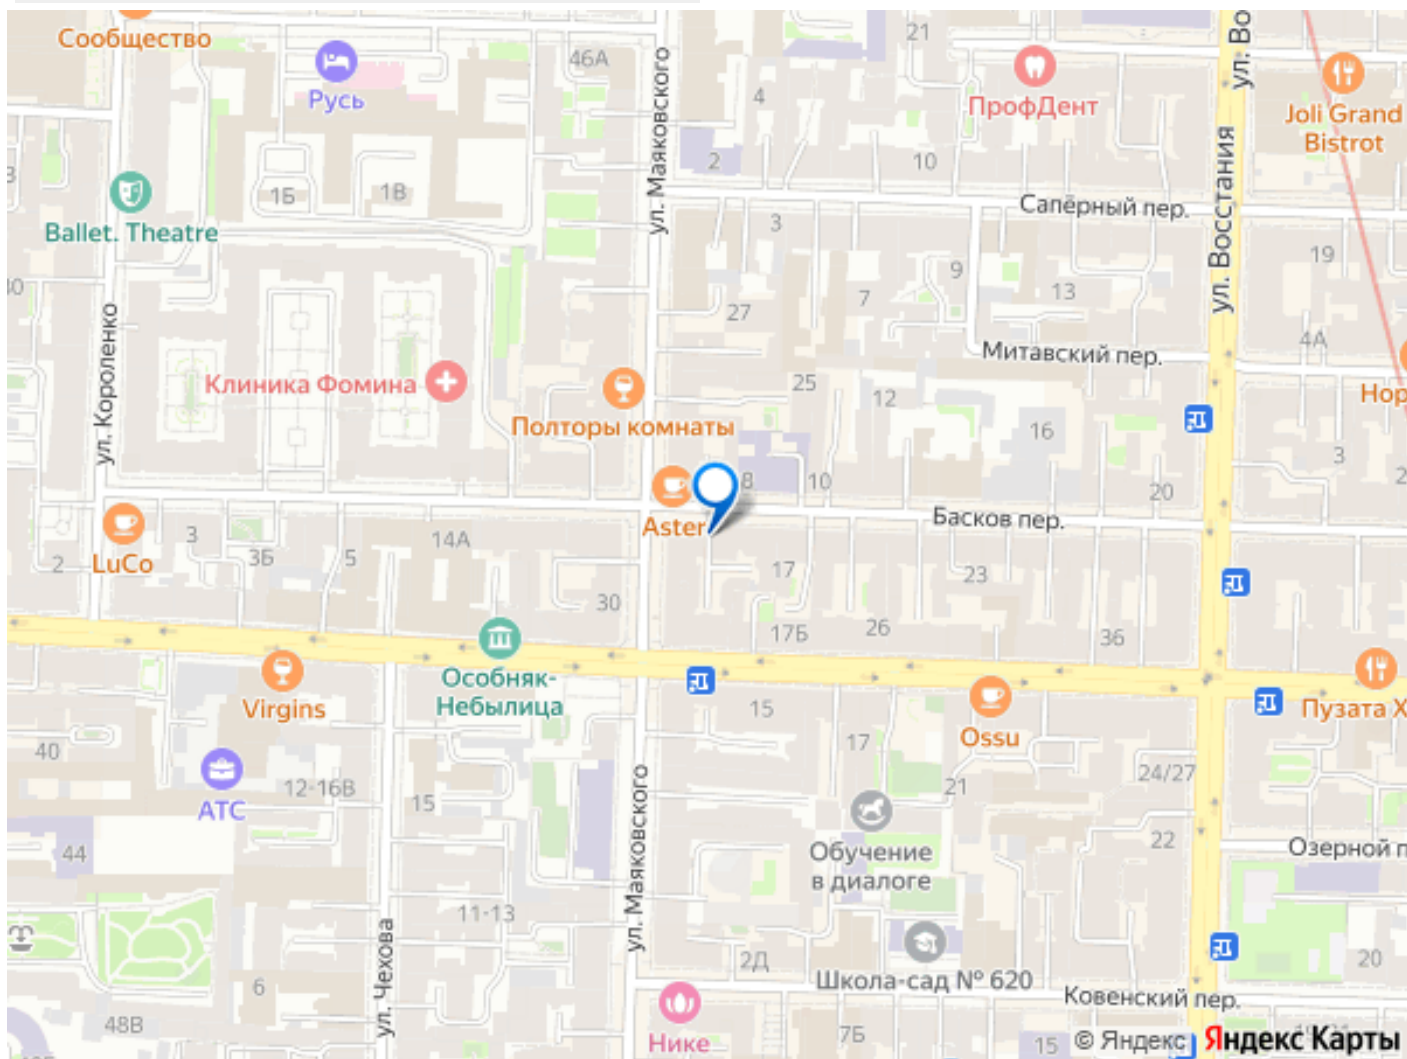 Сообщество
Русь
46А
21
ПрофДент
ул. Во
Joli Grand
Bistrot
ул. Маяковского
4
2
10
1Б
1В
Ballet. Theatre
Сапёрный пер.
ул. Восстания
3
9
7
13
19
27
4А
Митавский пер.
ул. Короленко
Клиника Фомина
25
12
16
Нор
Полторы комнаты
3
8
10
20
Aster
Басков пер.
LuCo
3
3Б
5
14А
2
30
17
23
17Б
26
36
Особняк-
Небылица
Virgins
15
17
Ossu
Пузата Х
40
АТС
12-16В
15
21
24/27
ул. Маяковского
44
Обучение
в диалоге
22
Озерной п
ул. Чехова
11-13
6
2Д
Школа-сад № 620
20
Ковенский пер.
48В
Нике
7Б
15
© Яндекс Яндекс Карты